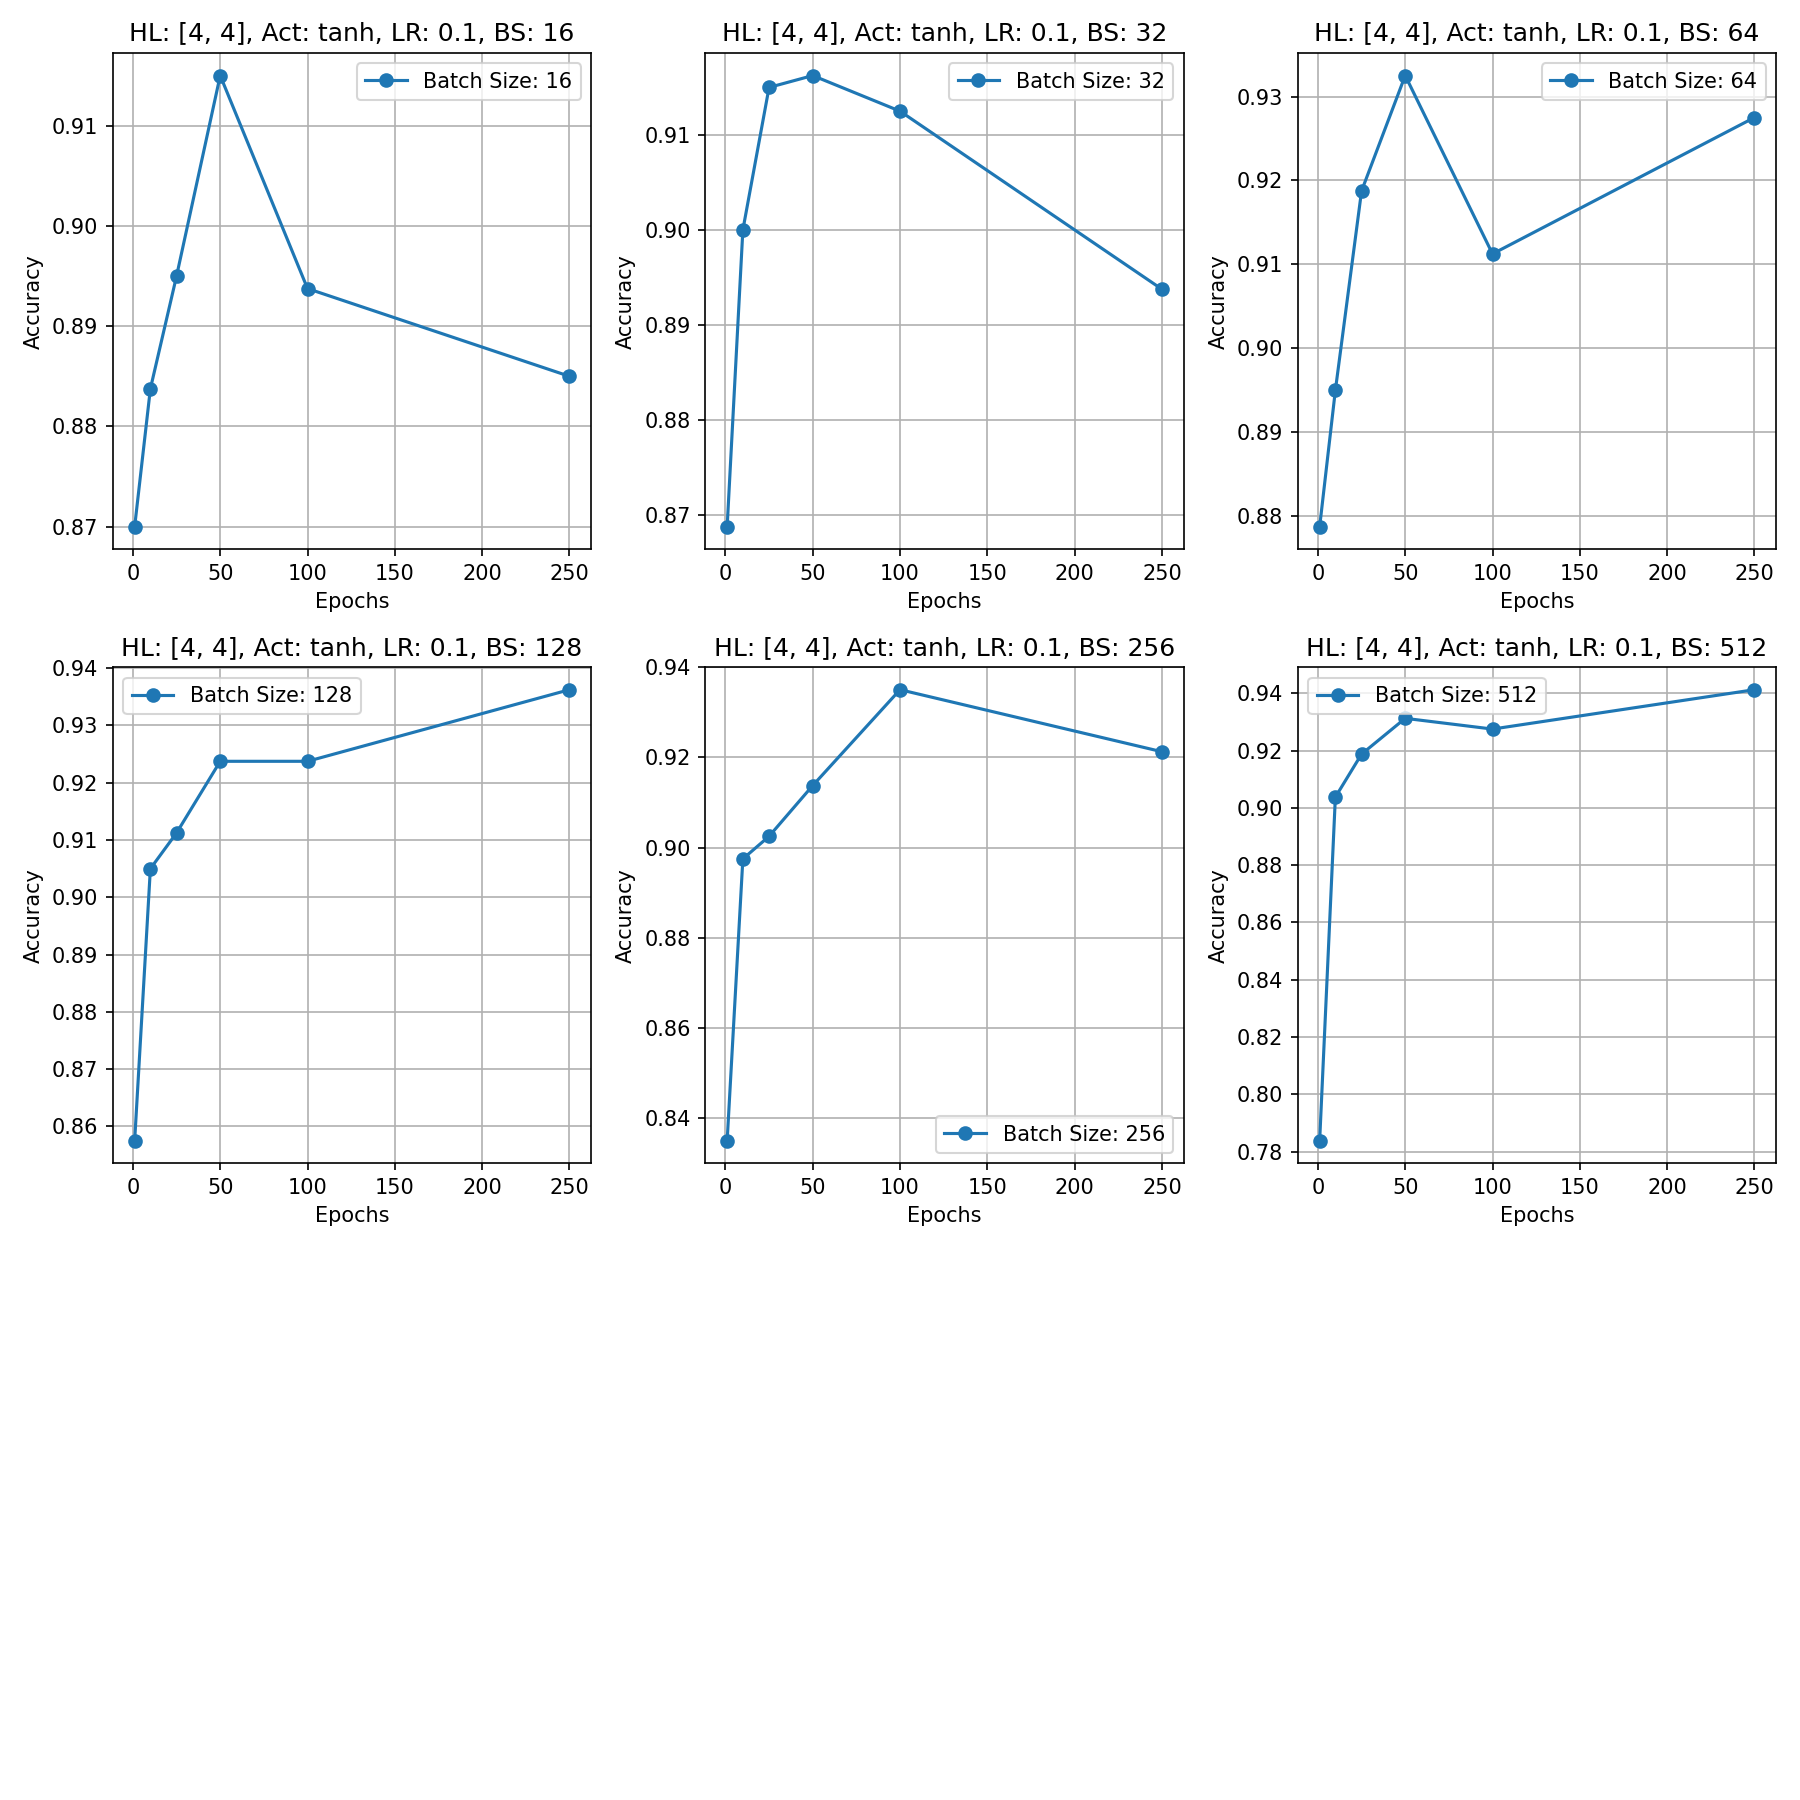 HL: [4, 4], Act: tanh, LR: 0.1, BS: 16
Batch Size: 16
Accuracy
0.91
0.90
0.89
0.88
0.87
0 50 100 150 200 250
Epochs
HL: [4, 4], Act: tanh, LR: 0.1, BS: 32
Batch Size: 32
Accuracy
0.91
0.90
0.89
0.88
0.87
0 50 100 150 200 250
Epochs
HL: [4, 4], Act: tanh, LR: 0.1, BS: 64
Batch Size: 64
Accuracy
0.93
0.92
0.91
0.90
0.89
0.88
0 50 100 150 200 250
Epochs
HL: [4, 4], Act: tanh, LR: 0.1, BS: 128
Batch Size: 128
Accuracy
0.94
0.93
0.92
0.91
0.90
0.89
0.88
0.87
0.86
0 50 100 150 200 250
Epochs
HL: [4, 4], Act: tanh, LR: 0.1, BS: 256
Batch Size: 256
Accuracy
0.94
0.92
0.90
0.88
0.86
0.84
0 50 100 150 200 250
Epochs
HL: [4, 4], Act: tanh, LR: 0.1, BS: 512
Batch Size: 512
Accuracy
0.94
0.92
0.90
0.88
0.86
0.84
0.82
0.80
0.78
0 50 100 150 200 250
Epochs